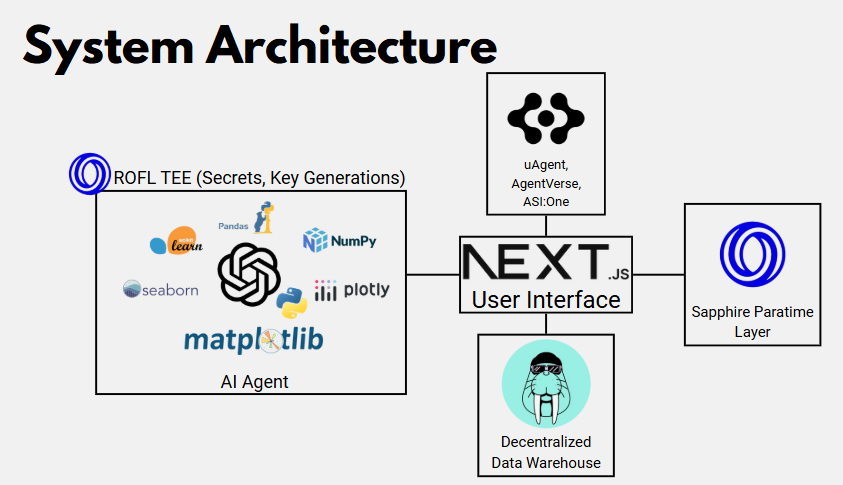 System Architecture
uAgent,
AgentVerse,
ASI:One
ROFL TEE (Secrets, Key Generations)
Pandas
learn
NumPy
seaborn
plotly
matplotlib
AI Agent
NEXT.JS
User Interface
Sapphire Paratime
Layer
Decentralized
Data Warehouse